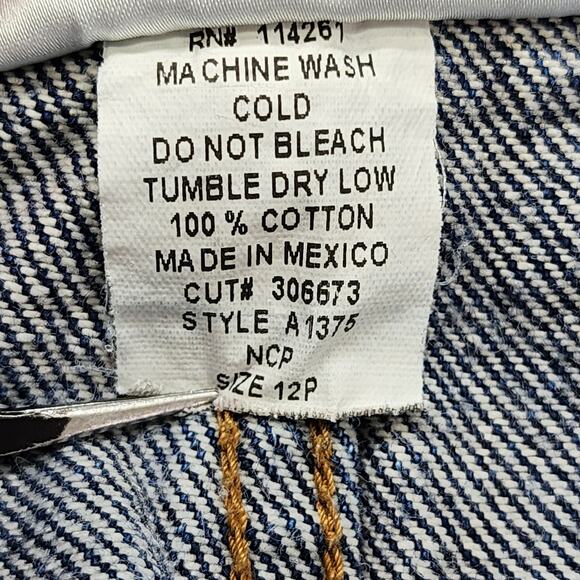 RN# 114261
MACHINE WASH
COLD
DO NOT BLEACH
TUMBLE DRY LOW
100 % COTTON
MADE IN MEXICO
CUT# 306673
STYLE A1375
NCP
SIZE 12P